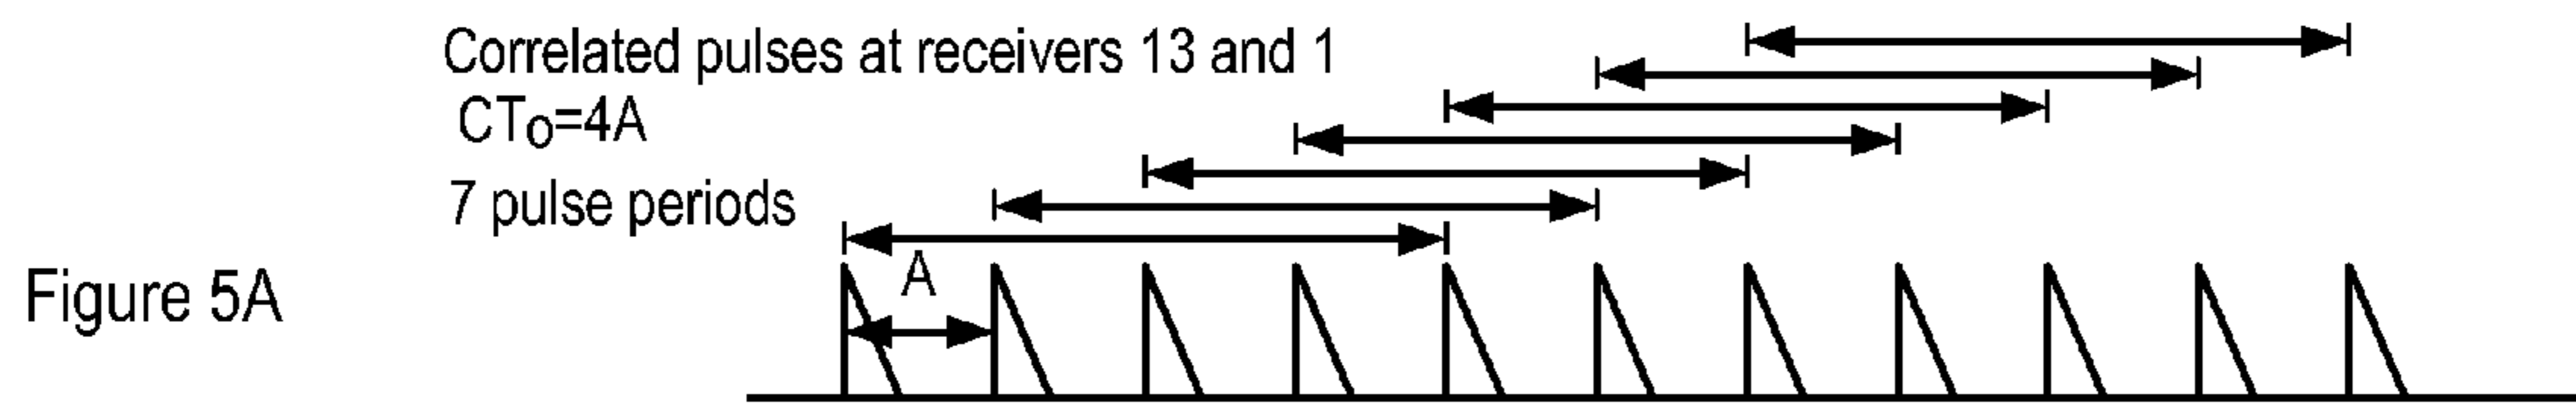 Correlated pulses at receivers 13 and 1
CTo=4A
7 pulse periods
A
Figure 5A